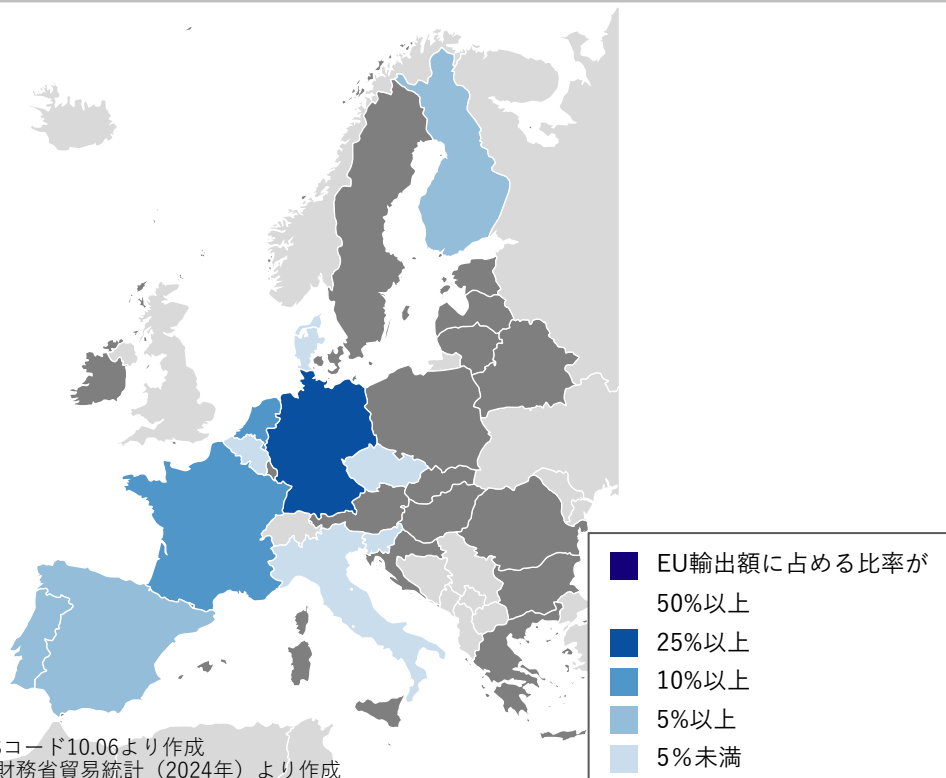 EU輸出額に占める比率が
50%以上
25%以上
10%以上
5%以上
5%未満
コード10.06より作成
財務省貿易統計（2024年）より作成